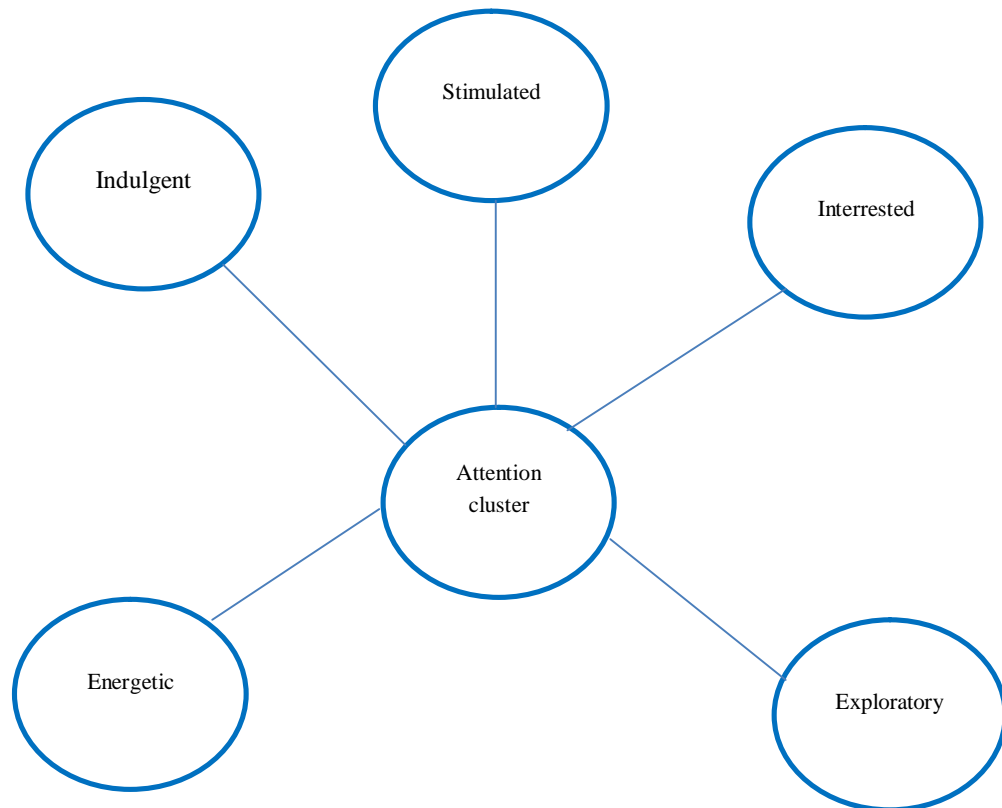 Stimulated
Indulgent
Interrested
Attention
cluster
Energetic
Exploratory